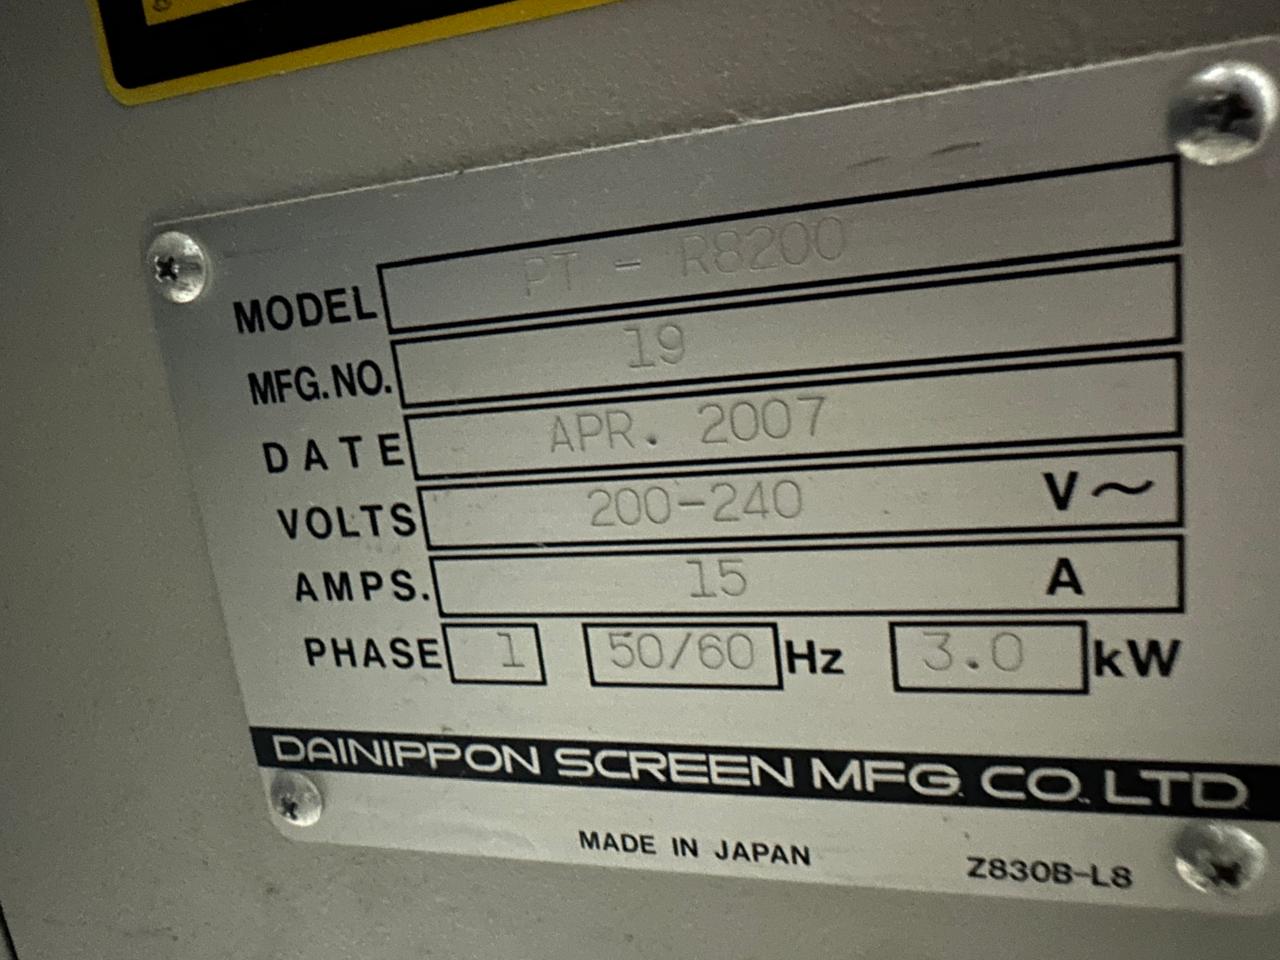 MODEL PT - R8200
MFG.NO. 19
DATE APR. 2007
VOLTS 200-240 V~
AMPS. 15 A
PHASE 1 50/60 Hz 3.0 kW
DAINIPPON SCREEN MFG. CO., LTD.
MADE IN JAPAN Z830B-L8